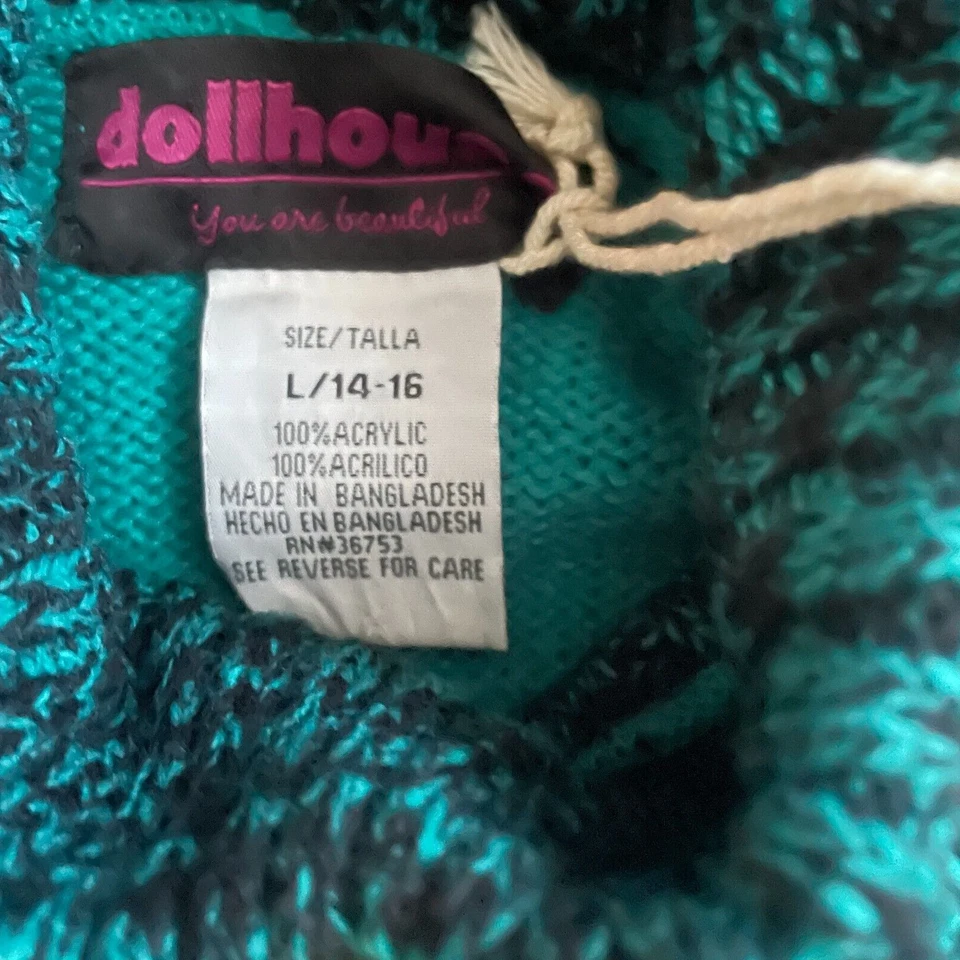 dollhous
You are beautiful
SIZE/TALLA
L/14-16
100%ACRYLIC
100%ACRILICO
MADE IN BANGLADESH
HECHO EN BANGLADESH
RN#36753
SEE REVERSE FOR CARE